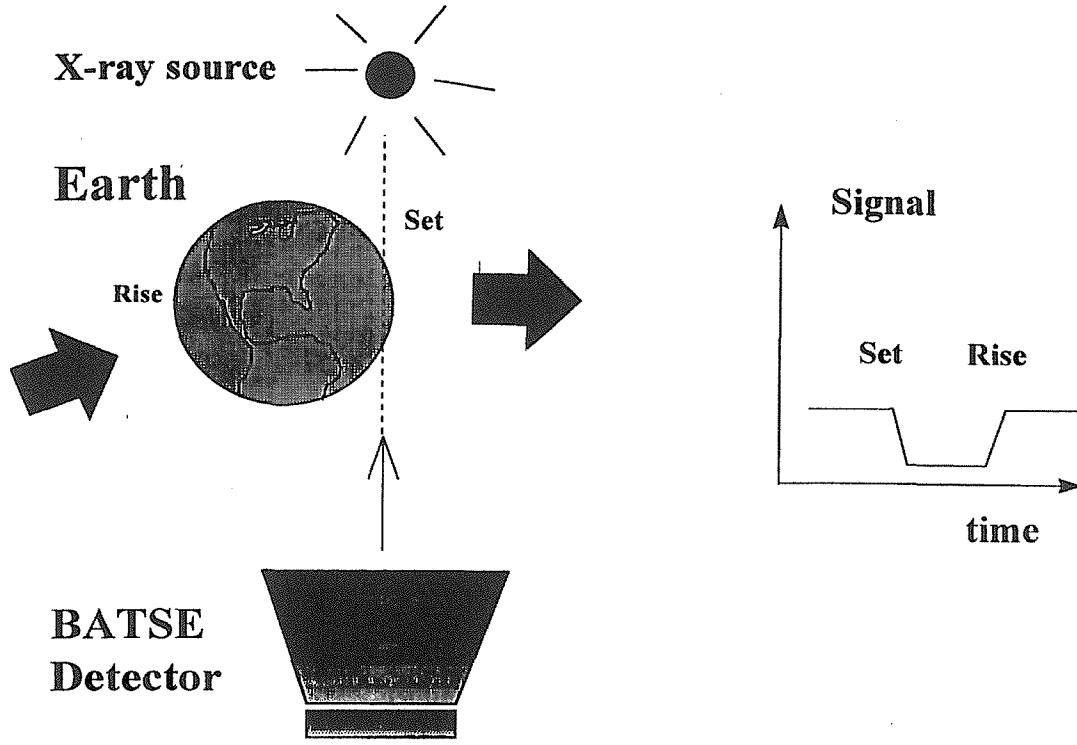 X-ray source
Earth
Set
Rise
Signal
Set Rise
time
BATSE
Detector